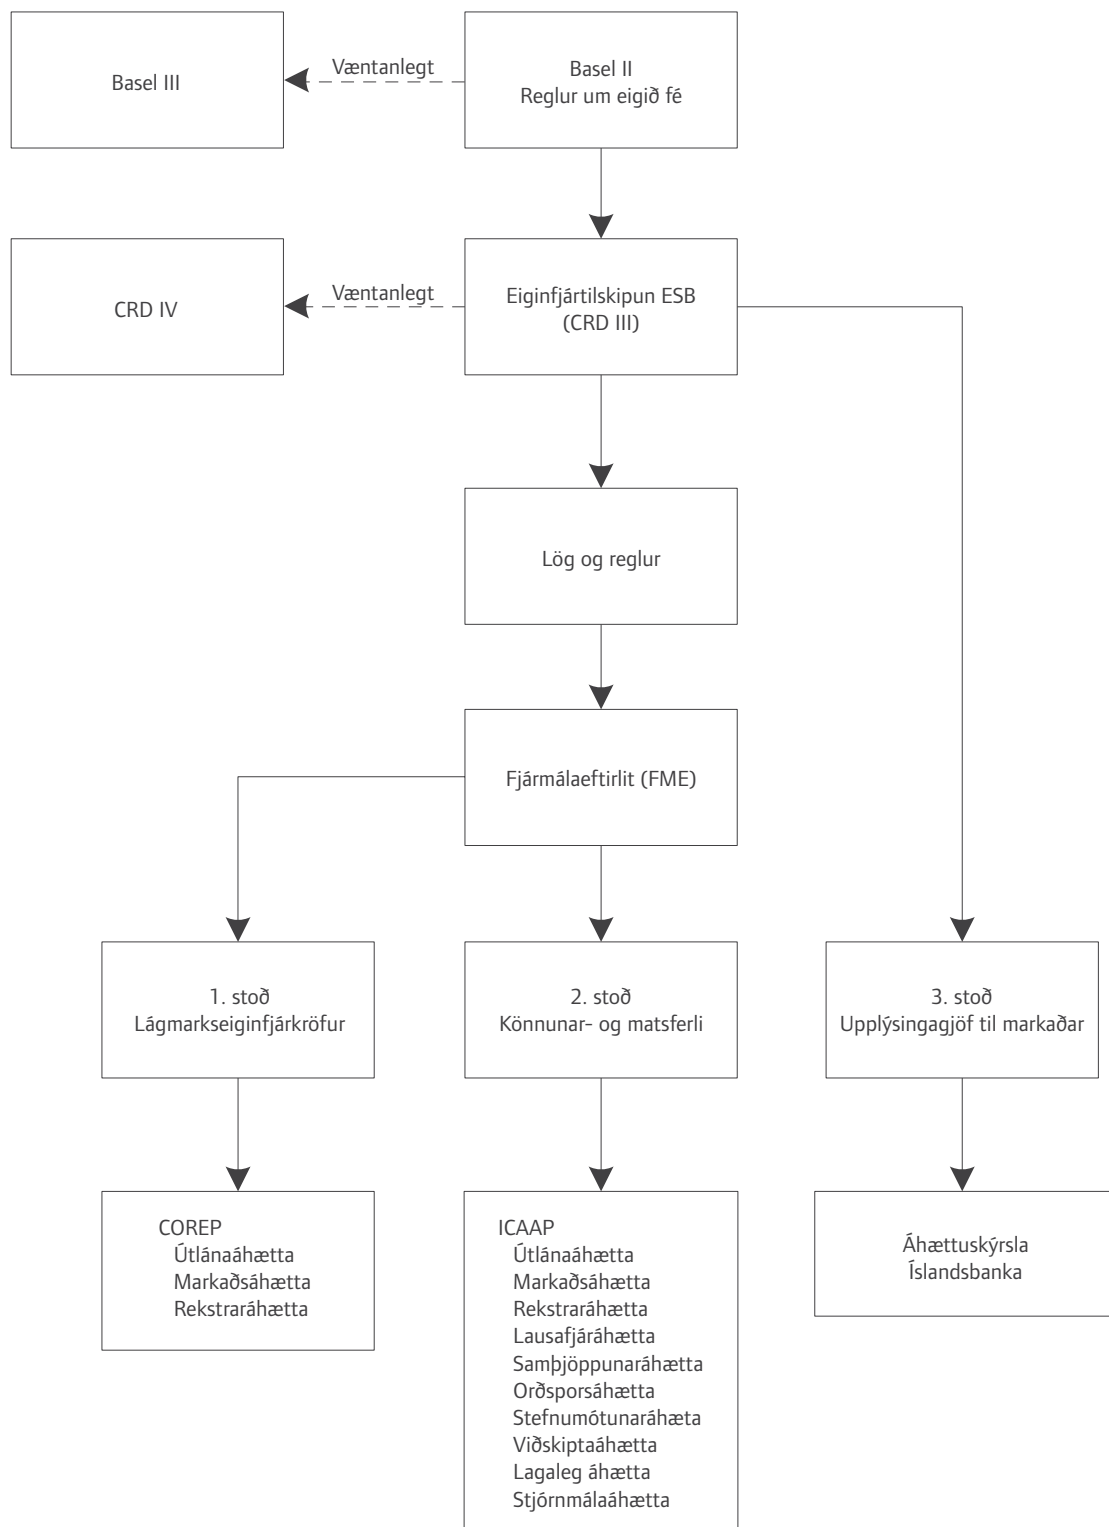 Basel III
Væntanlegt
Basel II
Reglur um eigið fé
CRD IV
Væntanlegt
Eiginfjártilskipun ESB
(CRD III)
Lög og reglur
Fjármálaeftirlit (FME)
1. stoð
Lágmarkseiginfjárkröfur
2. stoð
Könnunar- og matsferli
3. stoð
Upplýsingagjöf til markaðar
COREP
Útlánaáhætta
Markaðsáhætta
Rekstraráhætta
ICAAP
Útlánaáhætta
Markaðsáhætta
Rekstraráhætta
Lausafjáráhætta
Samþjöppunaráhætta
Orðsporsáhætta
Stefnumótunaráhæta
Viðskiptaáhætta
Lagaleg áhætta
Stjórnmálaáhætta
Áhættuskýrsla
Íslandsbanka